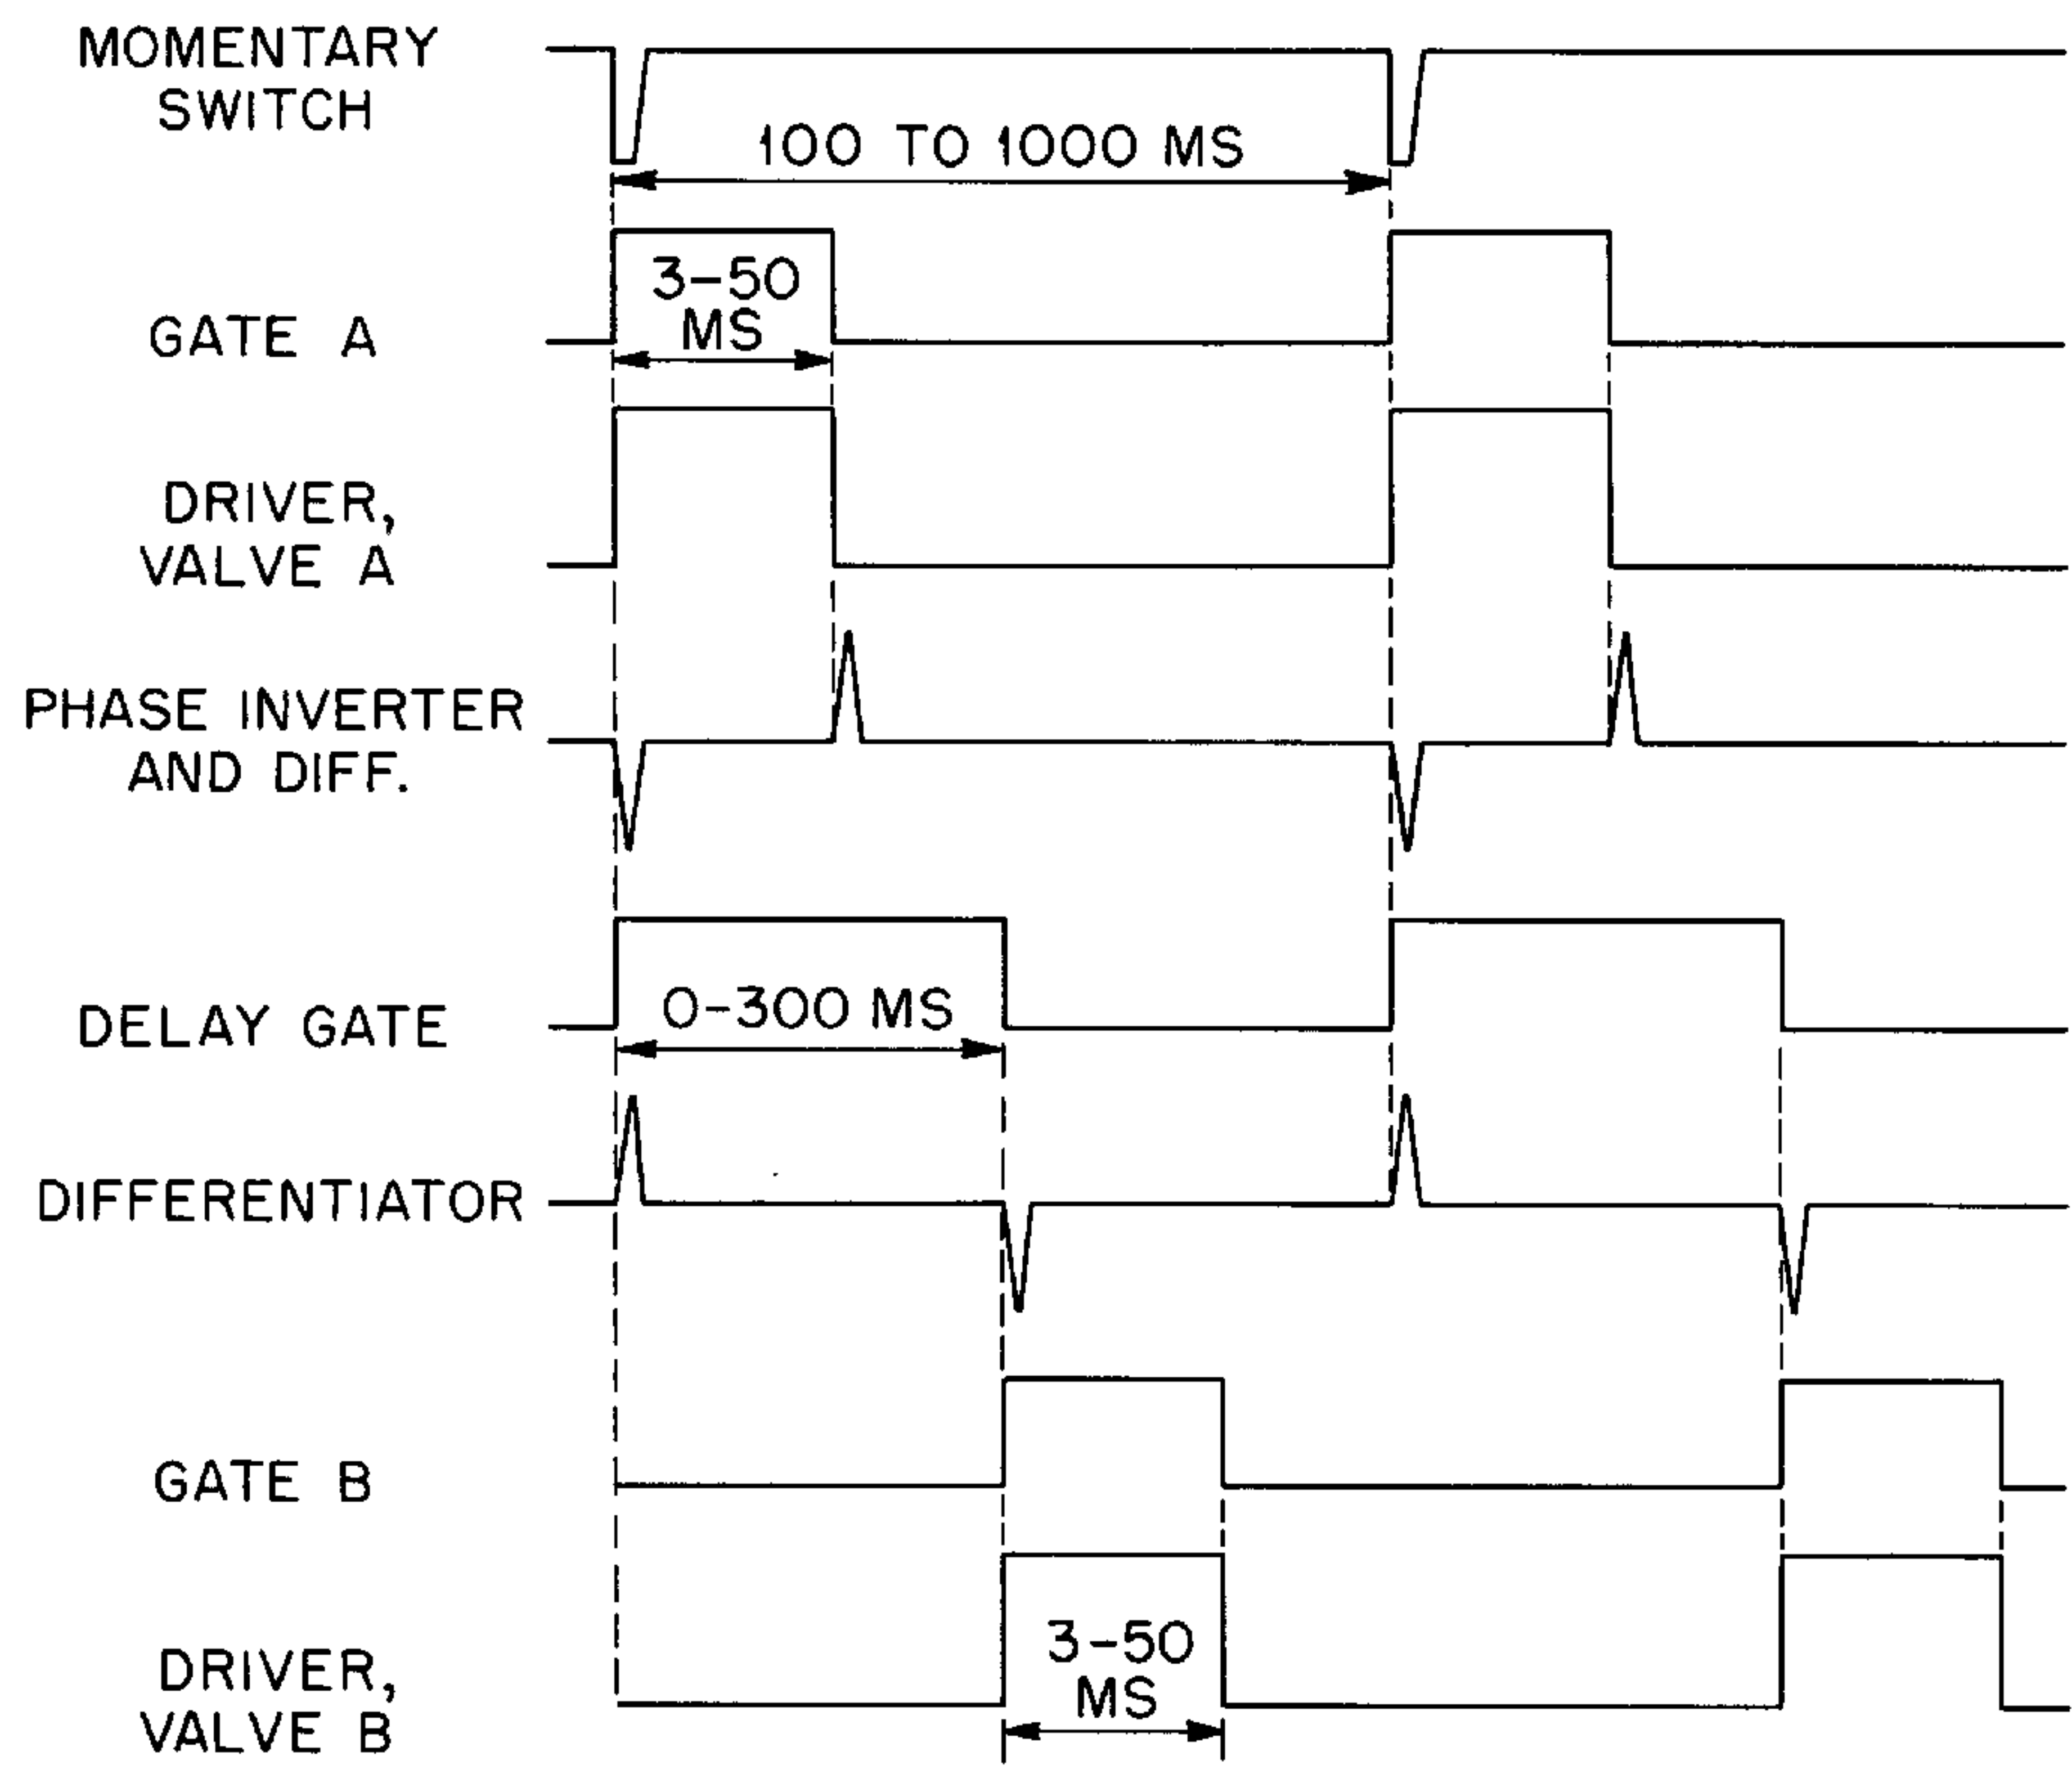 MOMENTARY
SWITCH
100 TO 1000 MS
3-50
MS
GATE A
DRIVER,
VALVE A
PHASE INVERTER
AND DIFF.
0-300 MS
DELAY GATE
DIFFERENTIATOR
GATE B
3-50
MS
DRIVER,
VALVE B